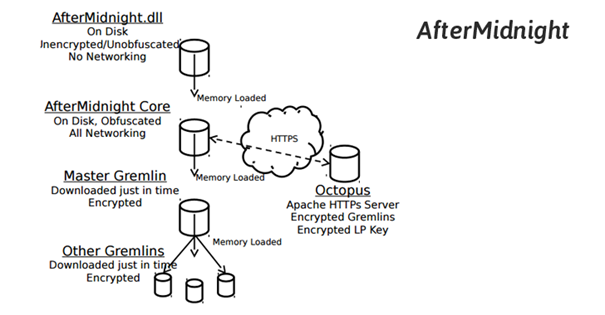 AfterMidnight
AfterMidnight.dll
On Disk
Unencrypted/Unobfuscated
No Networking
Memory Loaded
AfterMidnight Core
On Disk, Obfuscated
All Networking
HTTPS
Memory Loaded
Master Gremlin
Downloaded just in time
Encrypted
Octopus
Apache HTTPs Server
Encrypted Gremlins
Encrypted LP Key
Memory Loaded
Other Gremlins
Downloaded just in time
Encrypted